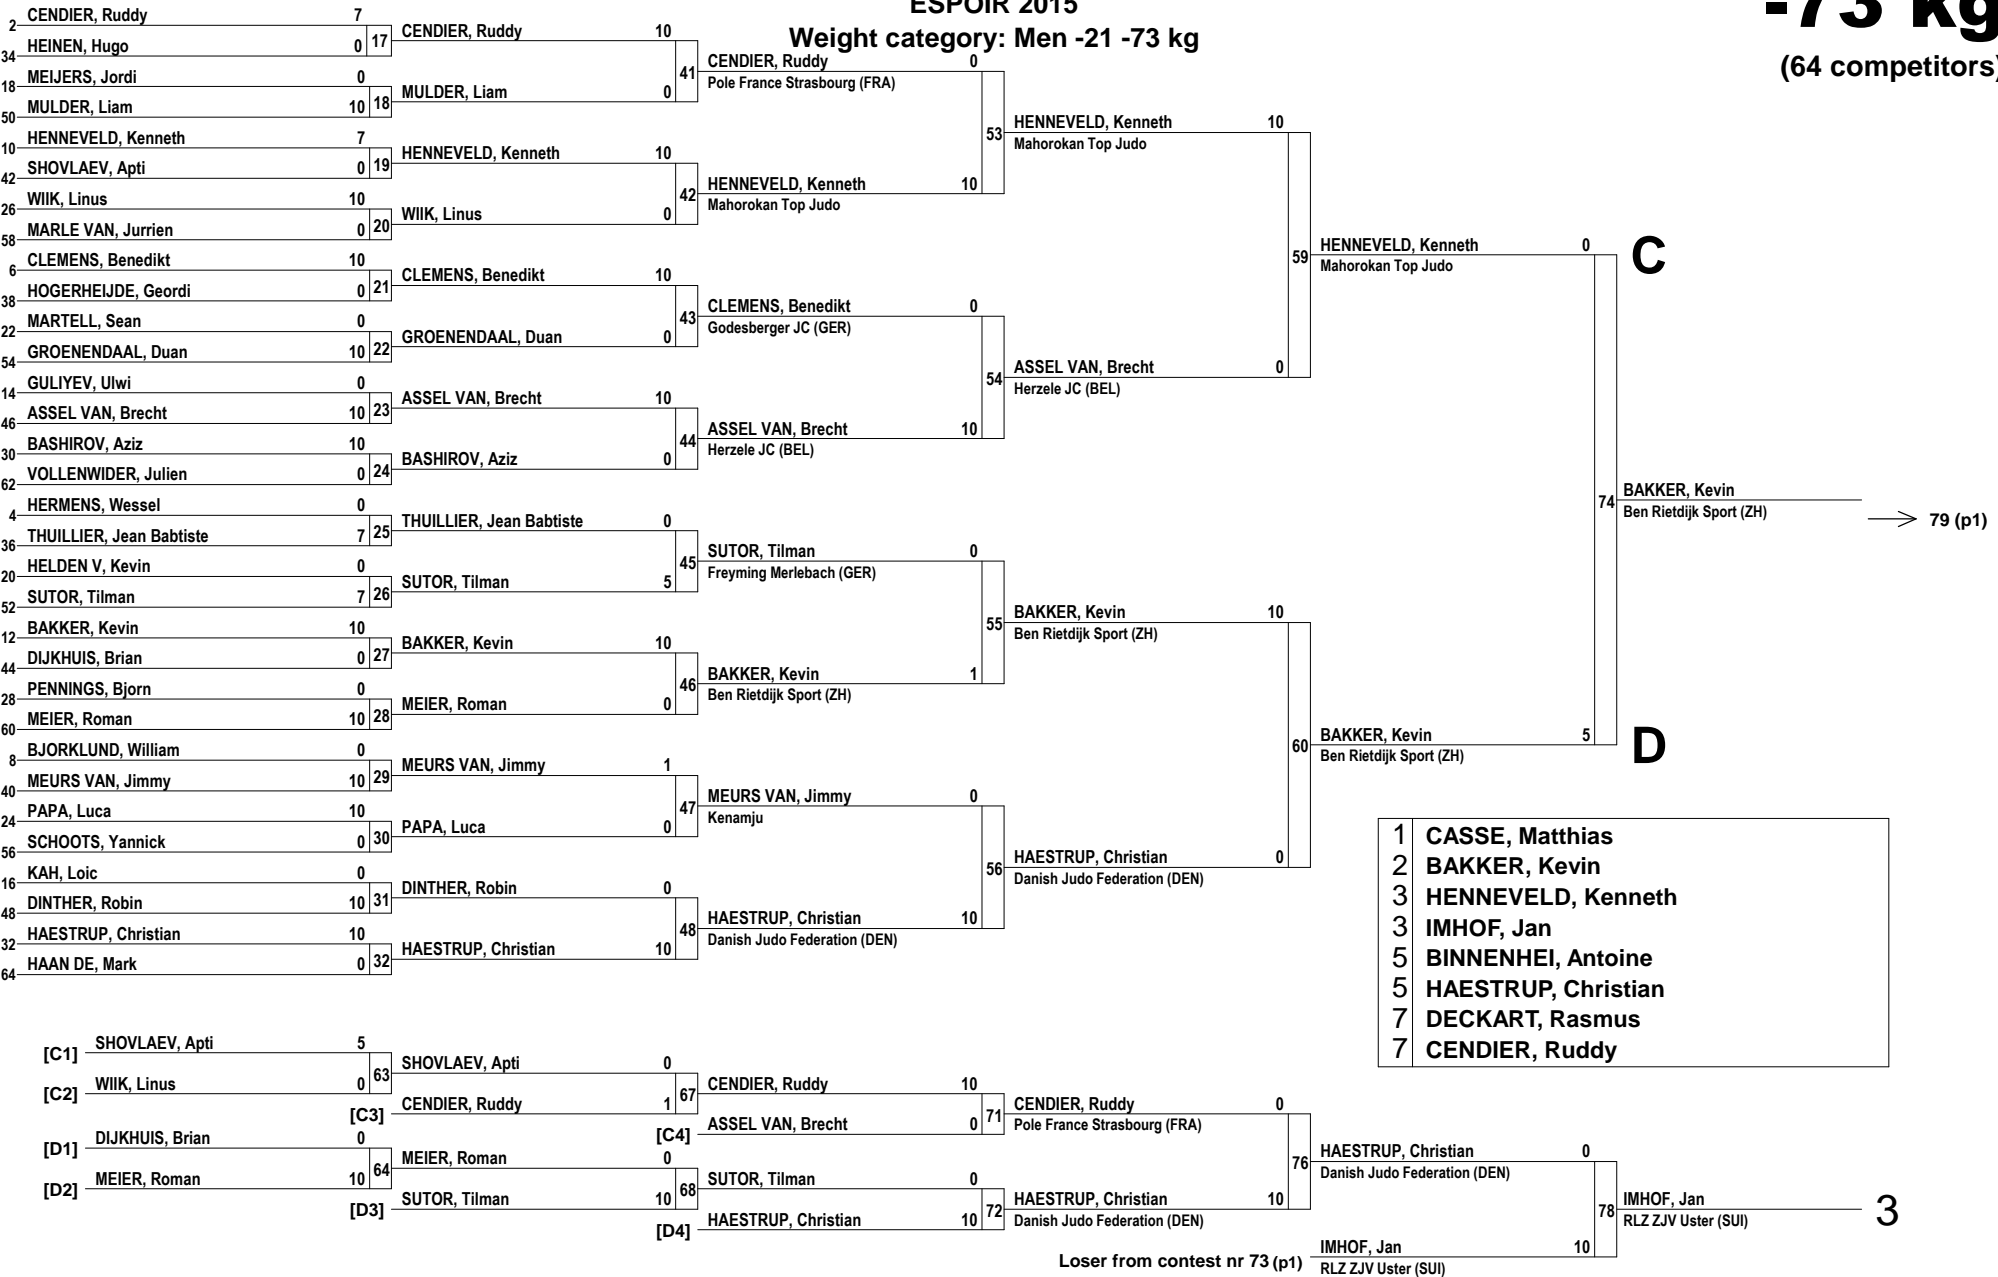 ESPOIR 2015
Weight category: Men -21 -73 kg
-73 kg
(64 competitors)
2 CENDIER, Ruddy 7
34 HEINEN, Hugo 0 17
18 MEIJERS, Jordi 0
50 MULDER, Liam 10 18
10 HENNEVELD, Kenneth 7
42 SHOVLAEV, Apti 0 19
26 WIIK, Linus 10
58 MARLE VAN, Jurrien 0 20
6 CLEMENS, Benedikt 10
38 HOGERHEIJDE, Geordi 0 21
22 MARTELL, Sean 0
54 GROENENDAAL, Duan 10 22
14 GULIYEV, Ulwi 0
46 ASSEL VAN, Brecht 10 23
30 BASHIROV, Aziz 10
62 VOLLENWIDER, Julien 0 24
4 HERMENS, Wessel 0
36 THUILLIER, Jean Babtiste 7 25
20 HELDEN V, Kevin 0
52 SUTOR, Tilman 7 26
12 BAKKER, Kevin 10
44 DIJKHUIS, Brian 0 27
28 PENNINGS, Bjorn 0
60 MEIER, Roman 10 28
8 BJORKLUND, William 0
40 MEURS VAN, Jimmy 10 29
24 PAPA, Luca 10
56 SCHOOTS, Yannick 0 30
16 KAH, Loic 0
48 DINTHER, Robin 10 31
32 HAESTRUP, Christian 10
64 HAAN DE, Mark 0 32
CENDIER, Ruddy 10
MULDER, Liam 0 41
HENNEVELD, Kenneth 10
WIIK, Linus 0 42
CLEMENS, Benedikt 10
GROENENDAAL, Duan 0 43
ASSEL VAN, Brecht 10
BASHIROV, Aziz 0 44
THUILLIER, Jean Babtiste 0
SUTOR, Tilman 5 45
BAKKER, Kevin 10
MEIER, Roman 0 46
MEURS VAN, Jimmy 1
PAPA, Luca 0 47
DINTHER, Robin 0
HAESTRUP, Christian 10 48
CENDIER, Ruddy 0
Pole France Strasbourg (FRA)
53
HENNEVELD, Kenneth 10
Mahorokan Top Judo
CLEMENS, Benedikt 0
Godesberger JC (GER)
54
ASSEL VAN, Brecht 10
Herzele JC (BEL)
SUTOR, Tilman 0
Freyming Merlebach (GER)
55
BAKKER, Kevin 1
Ben Rietdijk Sport (ZH)
MEURS VAN, Jimmy 0
Kenamju
56
HAESTRUP, Christian 10
Danish Judo Federation (DEN)
HENNEVELD, Kenneth 10
Mahorokan Top Judo
59
ASSEL VAN, Brecht 0
Herzele JC (BEL)
BAKKER, Kevin 10
Ben Rietdijk Sport (ZH)
60
HAESTRUP, Christian 0
Danish Judo Federation (DEN)
HENNEVELD, Kenneth 0 C
Mahorokan Top Judo
74
BAKKER, Kevin 5 D
Ben Rietdijk Sport (ZH)
BAKKER, Kevin
Ben Rietdijk Sport (ZH)
79 (p1)
1 CASSE, Matthias
2 BAKKER, Kevin
3 HENNEVELD, Kenneth
3 IMHOF, Jan
5 BINNENHEI, Antoine
5 HAESTRUP, Christian
7 DECKART, Rasmus
7 CENDIER, Ruddy
[C1] SHOVLAEV, Apti 5
[C2] WIIK, Linus 0 63
[D1] DIJKHUIS, Brian 0
[D2] MEIER, Roman 10 64
SHOVLAEV, Apti 0
[C3] CENDIER, Ruddy 1 67
MEIER, Roman 0
[D3] SUTOR, Tilman 10 68
CENDIER, Ruddy 10
[C4] ASSEL VAN, Brecht 0 71
SUTOR, Tilman 0
[D4] HAESTRUP, Christian 10 72
CENDIER, Ruddy 0
Pole France Strasbourg (FRA)
76
HAESTRUP, Christian 10
Danish Judo Federation (DEN)
HAESTRUP, Christian 0
Danish Judo Federation (DEN)
78
Loser from contest nr 73 (p1) IMHOF, Jan 10
RLZ ZJV Uster (SUI)
IMHOF, Jan 3
RLZ ZJV Uster (SUI)